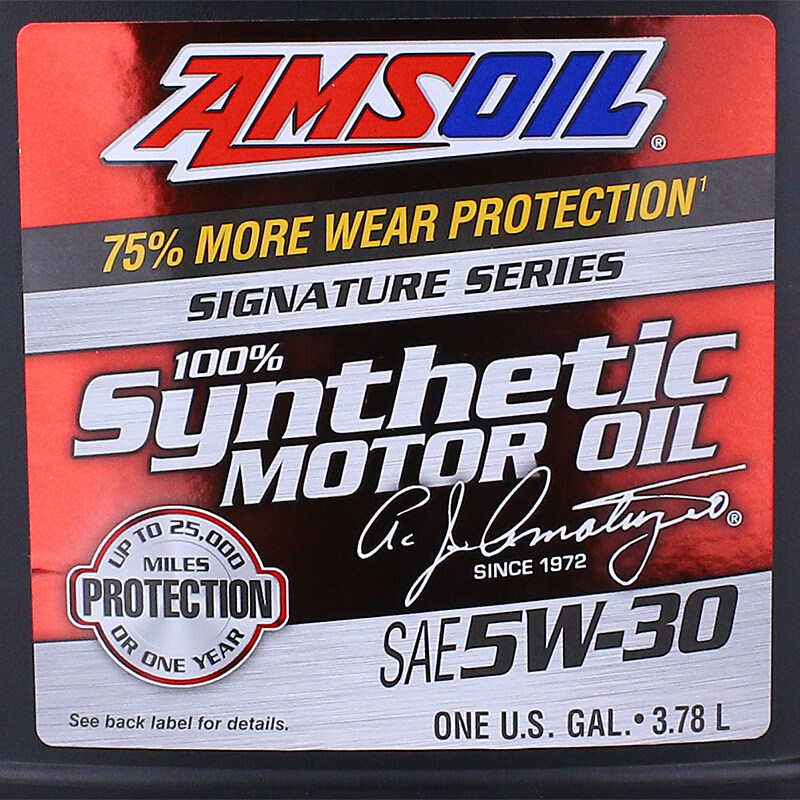 AMSOIL®
75% MORE WEAR PROTECTION¹
SIGNATURE SERIES
100%
Synthetic
MOTOR OIL
A. J. Amatuzio®
SINCE 1972
UP TO 25,000
MILES
PROTECTION
OR ONE YEAR
SAE 5W-30
See back label for details.
ONE U.S. GAL. • 3.78 L